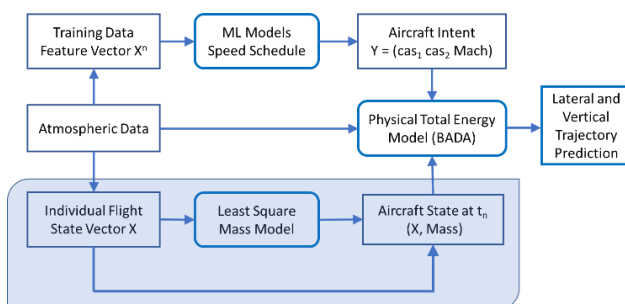 Training Data
Feature Vector Xⁿ
ML Models
Speed Schedule
Aircraft Intent
Y = (cas₁ cas₂ Mach)
Atmospheric Data
Physical Total Energy
Model (BADA)
Lateral and
Vertical
Trajectory
Prediction
Individual Flight
State Vector X
Least Square
Mass Model
Aircraft State at tₙ
(X, Mass)